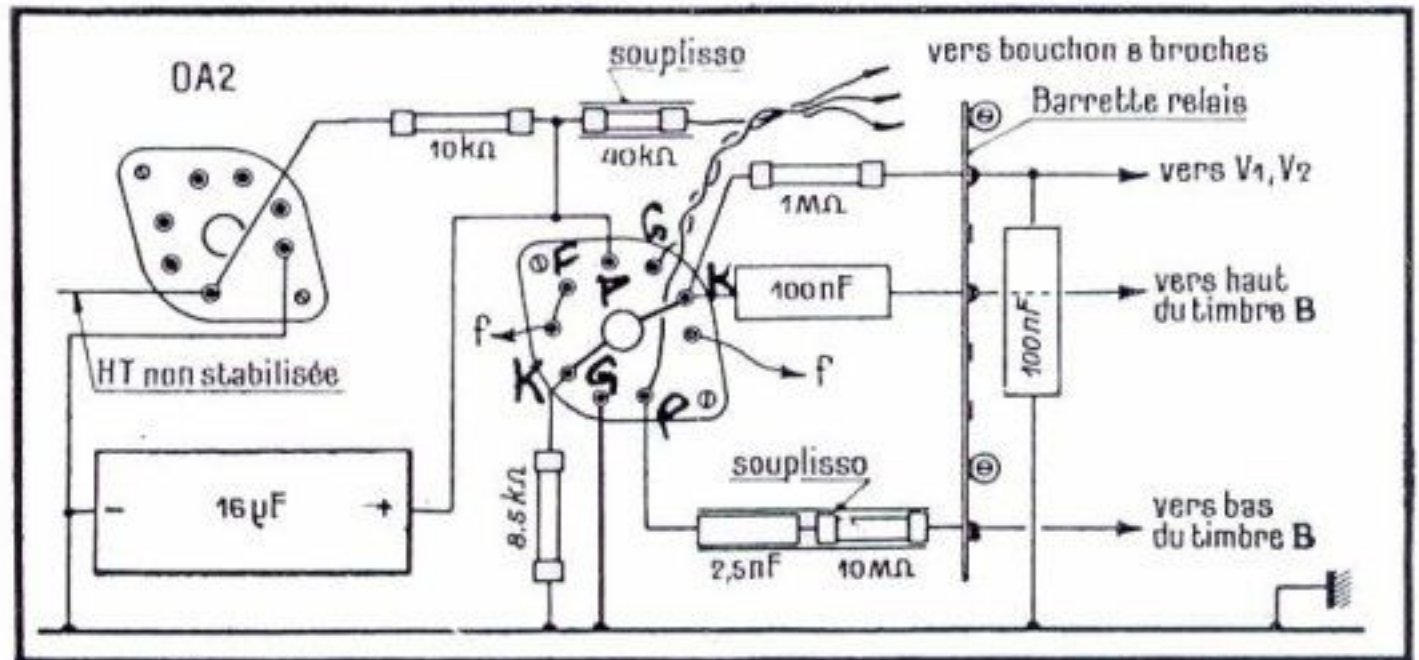 OA2
souplisso
vers bouchon 8 broches
Barrette relais
10kΩ
40kΩ
1MΩ
vers V1, V2
G
F
A
K
100nF
vers haut
du timbre B
100nF
f
f
HT non stabilisée
K
G
P
8.5kΩ
souplisso
- 16µF +
vers bas
du timbre B
2,5nF
10MΩ